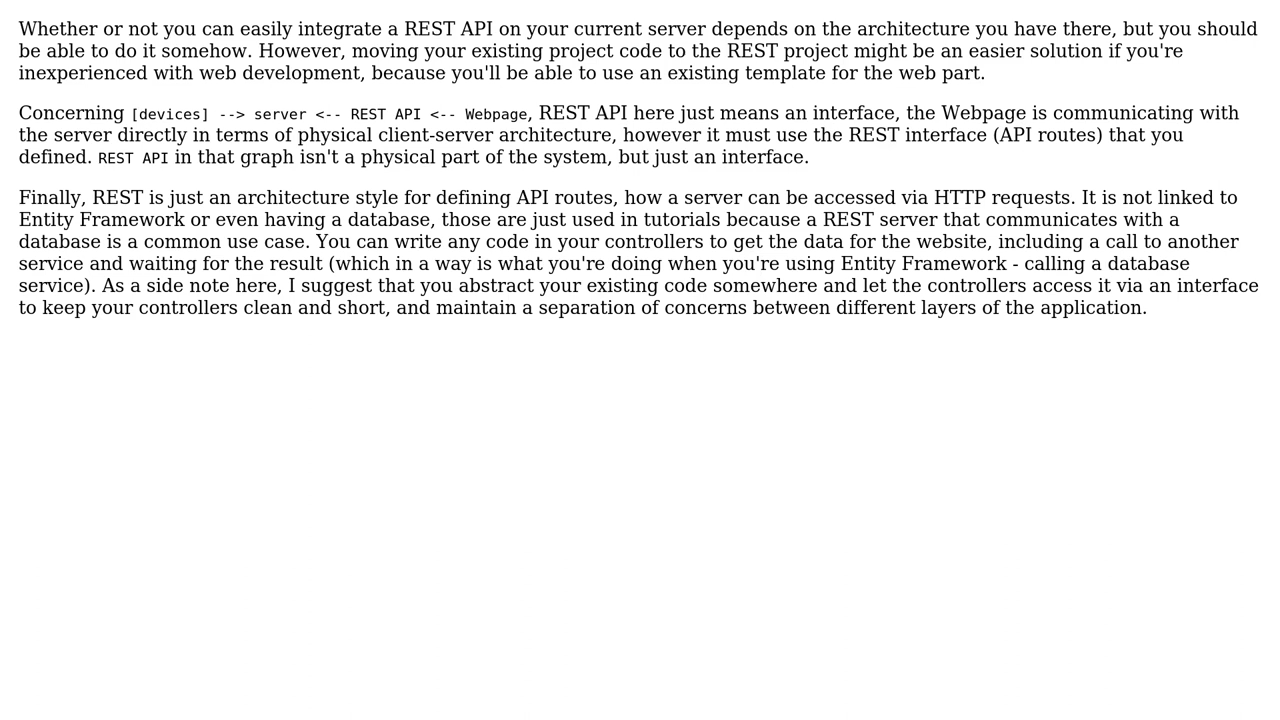 Whether or not you can easily integrate a REST API on your current server depends on the architecture you have there, but you should
be able to do it somehow. However, moving your existing project code to the REST project might be an easier solution if you're
inexperienced with web development, because you'll be able to use an existing template for the web part.
Concerning [devices] --> server <-- REST API <-- Webpage, REST API here just means an interface, the Webpage is communicating with
the server directly in terms of physical client-server architecture, however it must use the REST interface (API routes) that you
defined. REST API in that graph isn't a physical part of the system, but just an interface.
Finally, REST is just an architecture style for defining API routes, how a server can be accessed via HTTP requests. It is not linked to
Entity Framework or even having a database, those are just used in tutorials because a REST server that communicates with a
database is a common use case. You can write any code in your controllers to get the data for the website, including a call to another
service and waiting for the result (which in a way is what you're doing when you're using Entity Framework - calling a database
service). As a side note here, I suggest that you abstract your existing code somewhere and let the controllers access it via an interface
to keep your controllers clean and short, and maintain a separation of concerns between different layers of the application.